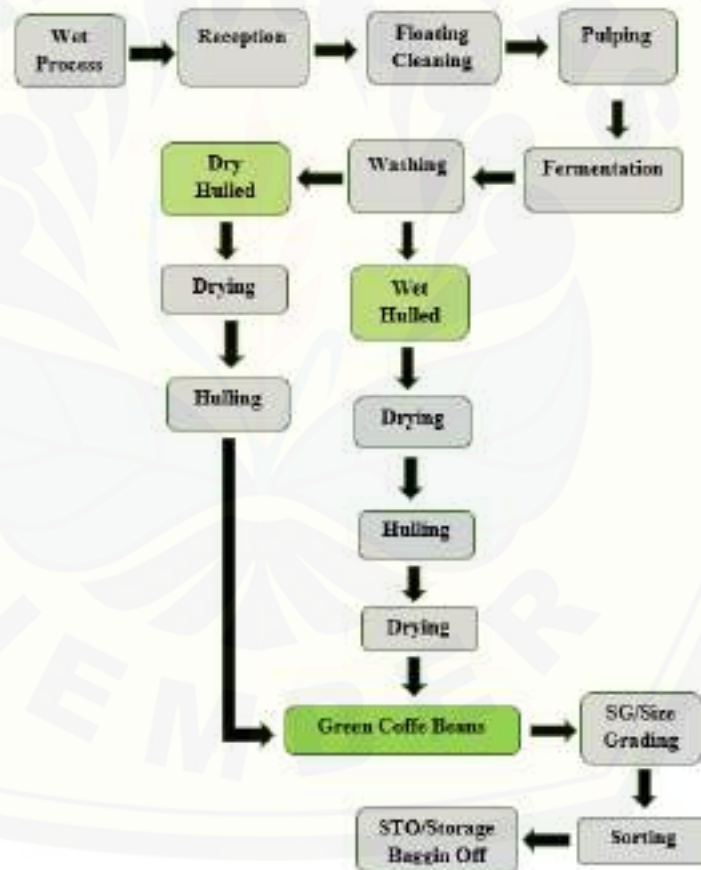 Wet
Process
Reception
Floating
Cleaning
Pulping
Fermentation
Washing
Dry
Hulled
Drying
Hulling
Wet
Hulled
Drying
Hulling
Drying
Green Coffe Beans
SG/Size
Grading
Sorting
STO/Storage
Baggin Off
JEMBER